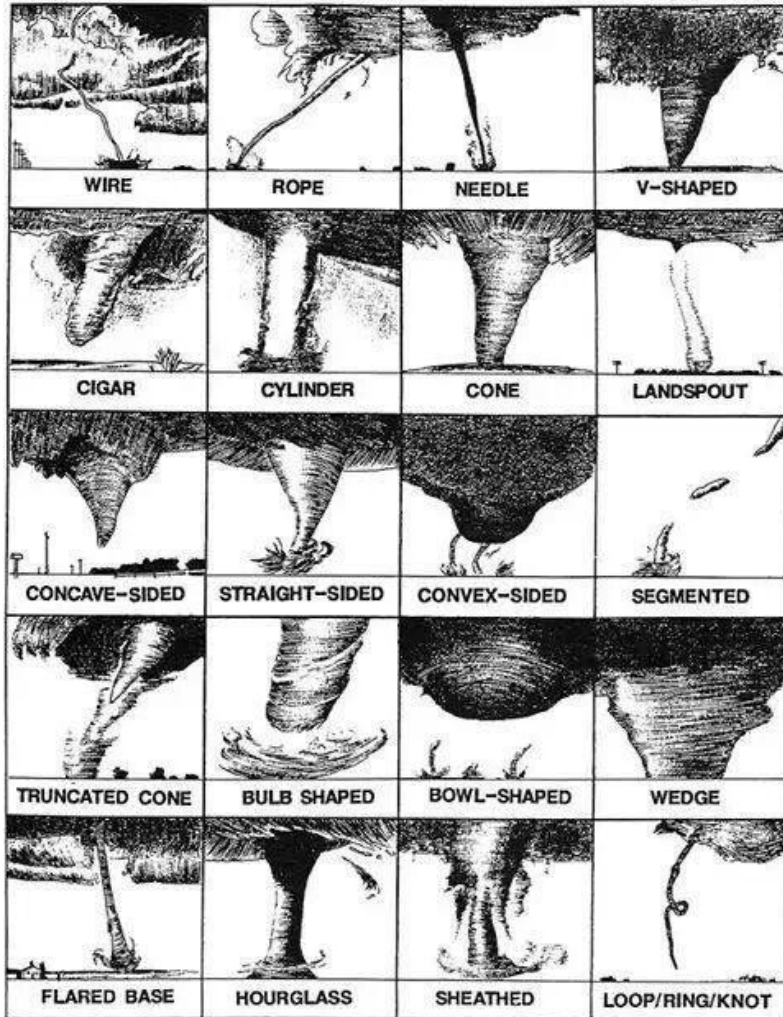 WIRE
ROPE
NEEDLE
V-SHAPED
CIGAR
CYLINDER
CONE
LANDSPOUT
CONCAVE-SIDED
STRAIGHT-SIDED
CONVEX-SIDED
SEGMENTED
TRUNCATED CONE
BULB SHAPED
BOWL-SHAPED
WEDGE
FLARED BASE
HOURGLASS
SHEATHED
LOOP/RING/KNOT